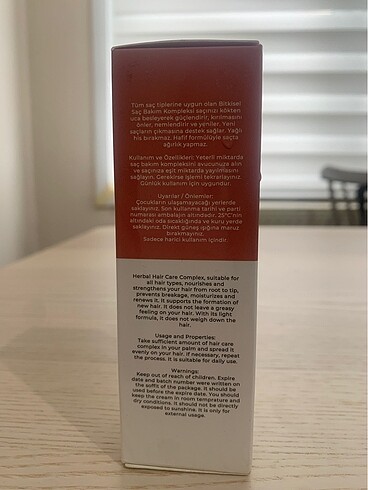 Tüm saç tiplerine uygun olan Bitkisel
Saç Bakım Kompleksi saçınızı kökten
uca besleyerek güçlendirir, kırılmasını
önler, nemlendirir ve yeniler. Yeni
saçların çıkmasına destek sağlar. Yağlı
his bırakmaz. Hafif formülüyle saçta
ağırlık yapmaz.
Kullanım ve Özellikleri: Yeterli miktarda
saç bakım kompleksini avucunuza alın
ve saçınıza eşit miktarda yayılmasını
sağlayın. Gerekirse işlemi tekrarlayınız.
Günlük kullanım için uygundur.
Uyarılar / Önlemler:
Çocukların ulaşamayacağı yerlerde
saklayınız. Son kullanma tarihi ve parti
numarası ambalajın altındadır. 25°C'nin
altındaki oda sıcaklığında ve kuru yerde
saklayınız. Direkt güneş ışığına maruz
bırakmayınız.
Sadece harici kullanım içindir.
Herbal Hair Care Complex, suitable for
all hair types, nourishes and
strengthens your hair from root to tip,
prevents breakage, moisturizes and
renews it. It supports the formation of
new hair. It does not leave a greasy
feeling on your hair. With its light
formula, it does not weigh down the
hair.
Usage and Properties:
Take sufficient amount of hair care
complex in your palm and spread it
evenly on your hair. If necessary, repeat
the process. It is suitable for daily use.
Warnings:
Keep out of reach of children. Expire
date and batch number were written on
the soffit of the package. It should be
used before the expire date. You should
keep the cream in room temprature and
dry conditions. It should not be directly
exposed to sunshine. It is only for
external usage.